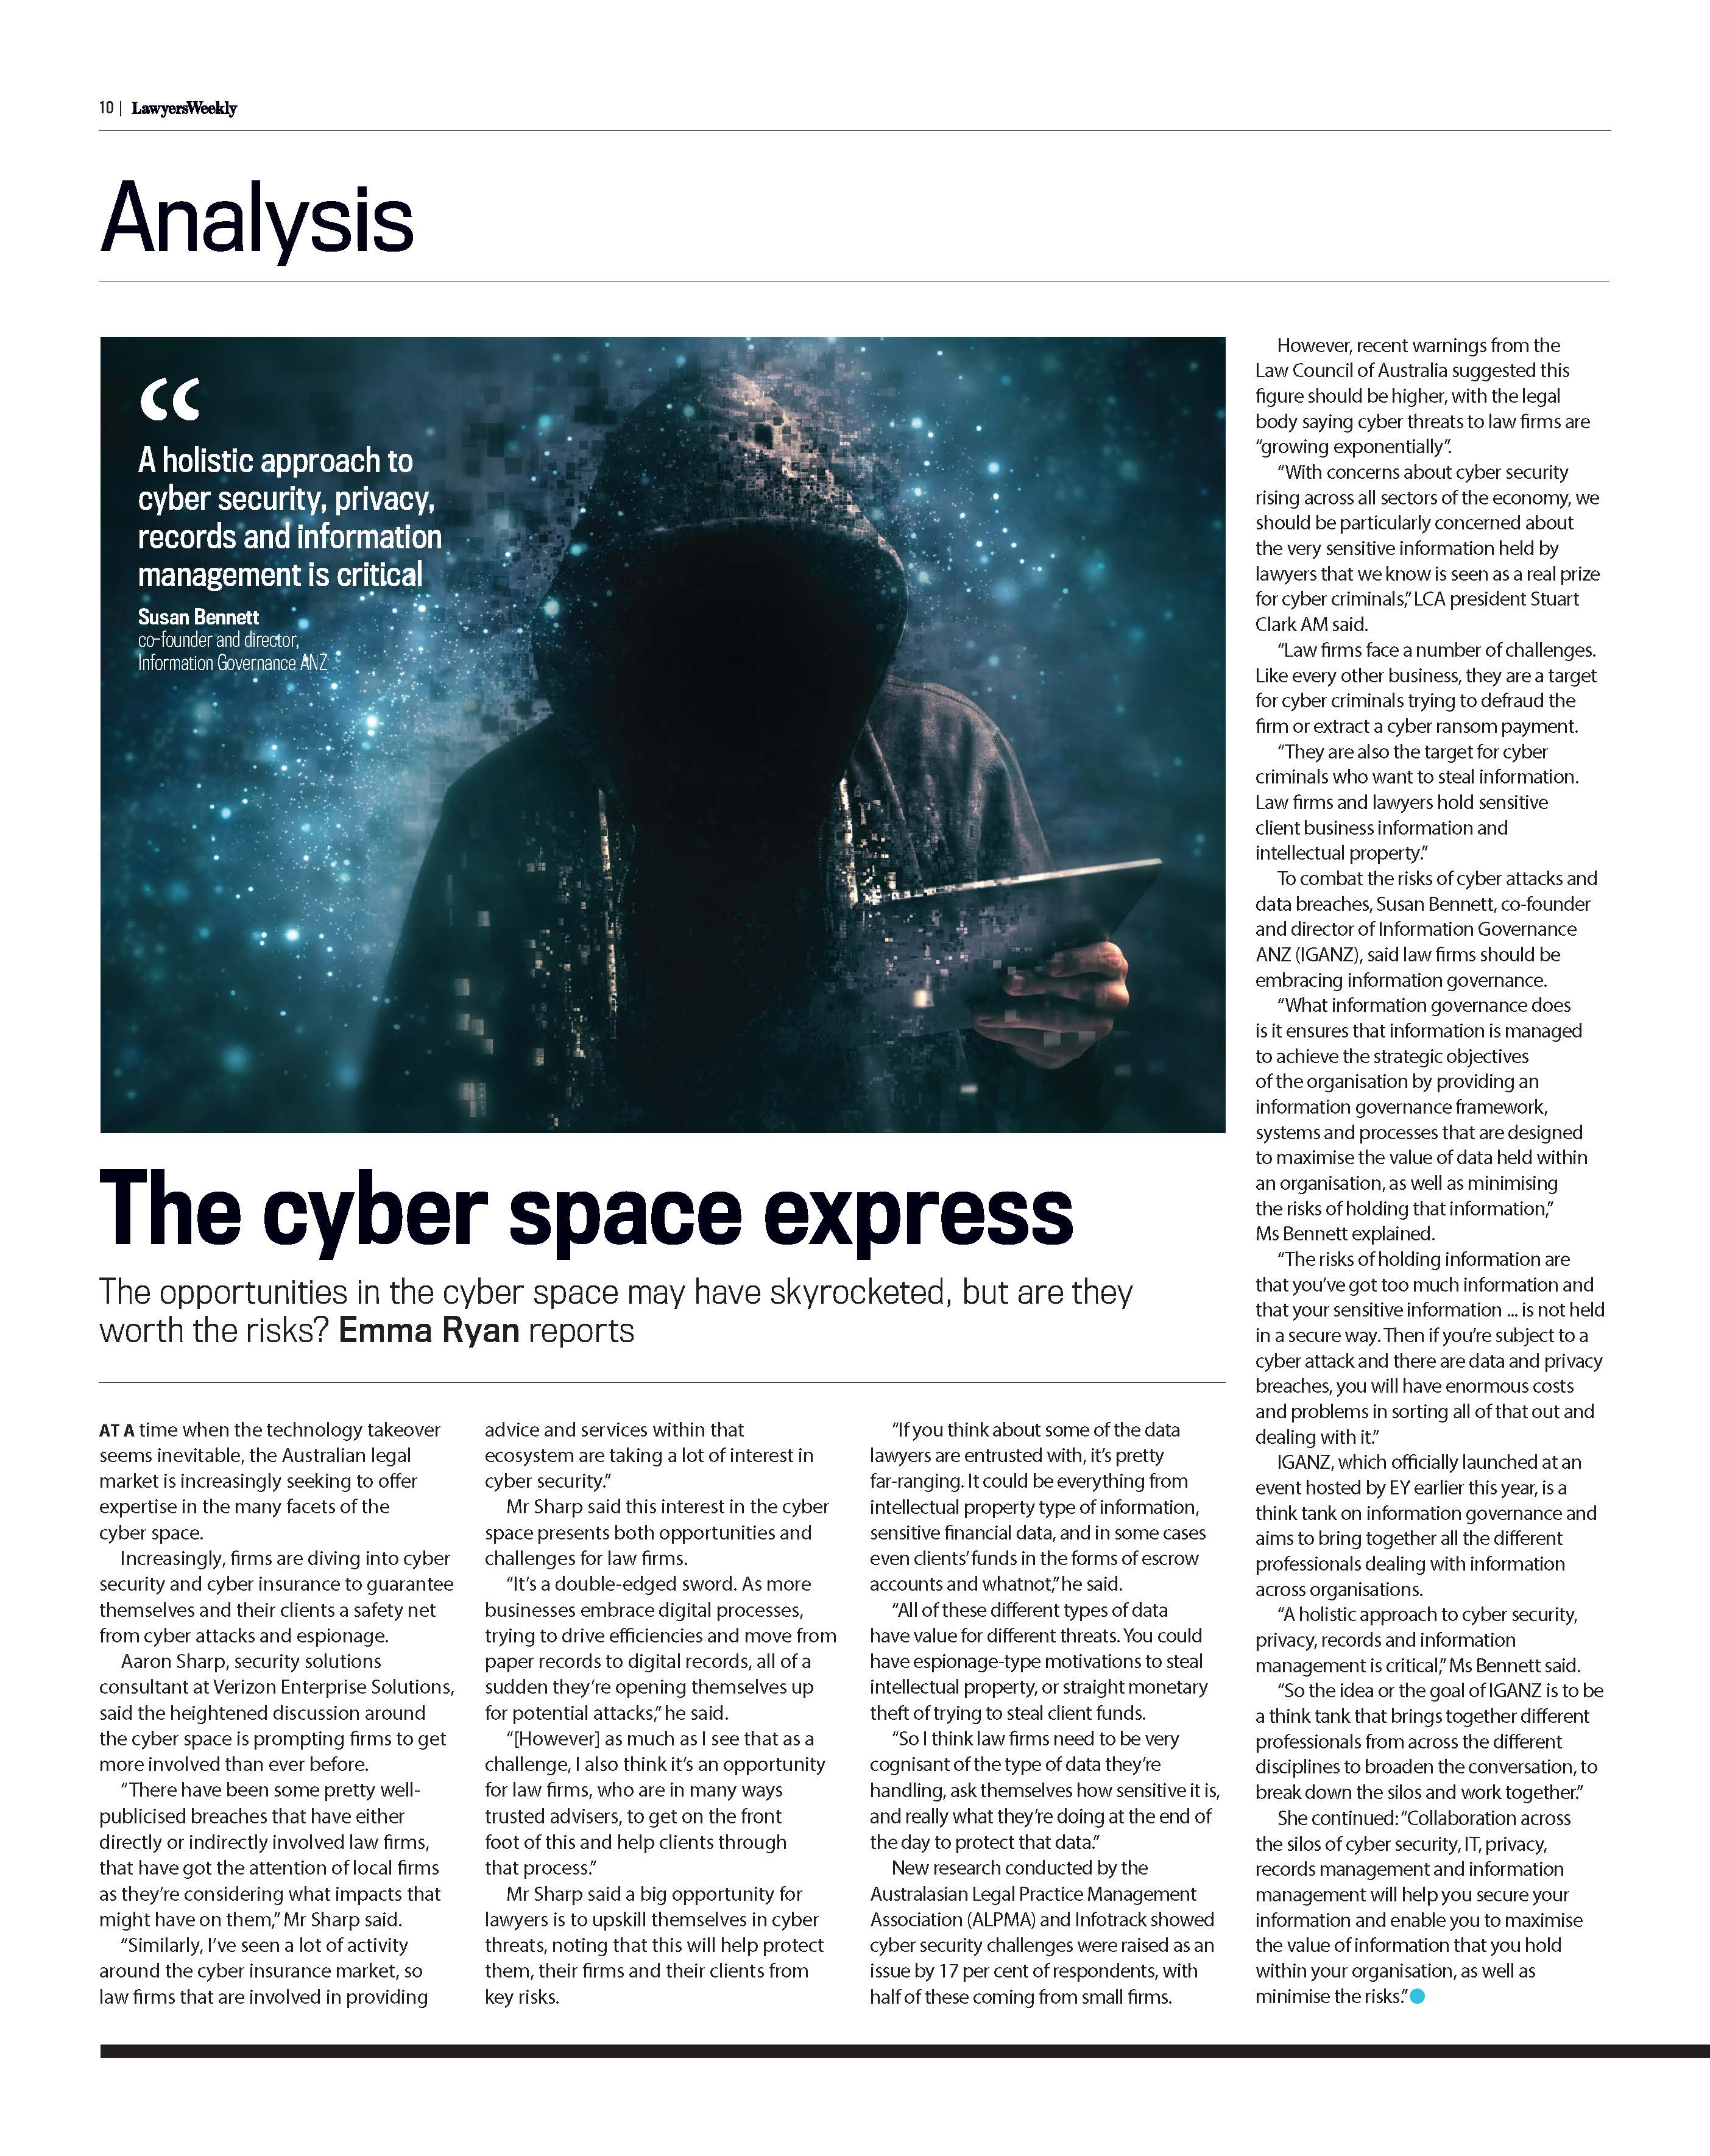 10 | LawyersWeekly
Analysis
“
A holistic approach to
cyber security, privacy,
records and information
management is critical
Susan Bennett
co-founder and director,
Information Governance ANZ
The cyber space express
The opportunities in the cyber space may have skyrocketed, but are they
worth the risks? Emma Ryan reports
AT A time when the technology takeover
seems inevitable, the Australian legal
market is increasingly seeking to offer
expertise in the many facets of the
cyber space.
Increasingly, firms are diving into cyber
security and cyber insurance to guarantee
themselves and their clients a safety net
from cyber attacks and espionage.
Aaron Sharp, security solutions
consultant at Verizon Enterprise Solutions,
said the heightened discussion around
the cyber space is prompting firms to get
more involved than ever before.
“There have been some pretty well-
publicised breaches that have either
directly or indirectly involved law firms,
that have got the attention of local firms
as they’re considering what impacts that
might have on them,” Mr Sharp said.
“Similarly, I’ve seen a lot of activity
around the cyber insurance market, so
law firms that are involved in providing
advice and services within that
ecosystem are taking a lot of interest in
cyber security.”
Mr Sharp said this interest in the cyber
space presents both opportunities and
challenges for law firms.
“It’s a double-edged sword. As more
businesses embrace digital processes,
trying to drive efficiencies and move from
paper records to digital records, all of a
sudden they’re opening themselves up
for potential attacks,” he said.
“[However] as much as I see that as a
challenge, I also think it’s an opportunity
for law firms, who are in many ways
trusted advisers, to get on the front
foot of this and help clients through
that process.”
Mr Sharp said a big opportunity for
lawyers is to upskill themselves in cyber
threats, noting that this will help protect
them, their firms and their clients from
key risks.
“If you think about some of the data
lawyers are entrusted with, it’s pretty
far-ranging. It could be everything from
intellectual property type of information,
sensitive financial data, and in some cases
even clients’ funds in the forms of escrow
accounts and whatnot,” he said.
“All of these different types of data
have value for different threats. You could
have espionage-type motivations to steal
intellectual property, or straight monetary
theft of trying to steal client funds.
“So I think law firms need to be very
cognisant of the type of data they’re
handling, ask themselves how sensitive it is,
and really what they’re doing at the end of
the day to protect that data.”
New research conducted by the
Australasian Legal Practice Management
Association (ALPMA) and Infotrack showed
cyber security challenges were raised as an
issue by 17 per cent of respondents, with
half of these coming from small firms.
However, recent warnings from the
Law Council of Australia suggested this
figure should be higher, with the legal
body saying cyber threats to law firms are
“growing exponentially”.
“With concerns about cyber security
rising across all sectors of the economy, we
should be particularly concerned about
the very sensitive information held by
lawyers that we know is seen as a real prize
for cyber criminals,” LCA president Stuart
Clark AM said.
“Law firms face a number of challenges.
Like every other business, they are a target
for cyber criminals trying to defraud the
firm or extract a cyber ransom payment.
“They are also the target for cyber
criminals who want to steal information.
Law firms and lawyers hold sensitive
client business information and
intellectual property.”
To combat the risks of cyber attacks and
data breaches, Susan Bennett, co-founder
and director of Information Governance
ANZ (IGANZ), said law firms should be
embracing information governance.
“What information governance does
is it ensures that information is managed
to achieve the strategic objectives
of the organisation by providing an
information governance framework,
systems and processes that are designed
to maximise the value of data held within
an organisation, as well as minimising
the risks of holding that information,”
Ms Bennett explained.
“The risks of holding information are
that you’ve got too much information and
that your sensitive information ... is not held
in a secure way. Then if you’re subject to a
cyber attack and there are data and privacy
breaches, you will have enormous costs
and problems in sorting all of that out and
dealing with it.”
IGANZ, which officially launched at an
event hosted by EY earlier this year, is a
think tank on information governance and
aims to bring together all the different
professionals dealing with information
across organisations.
“A holistic approach to cyber security,
privacy, records and information
management is critical,” Ms Bennett said.
“So the idea or the goal of IGANZ is to be
a think tank that brings together different
professionals from across the different
disciplines to broaden the conversation, to
break down the silos and work together.”
She continued: “Collaboration across
the silos of cyber security, IT, privacy,
records management and information
management will help you secure your
information and enable you to maximise
the value of information that you hold
within your organisation, as well as
minimise the risks.”